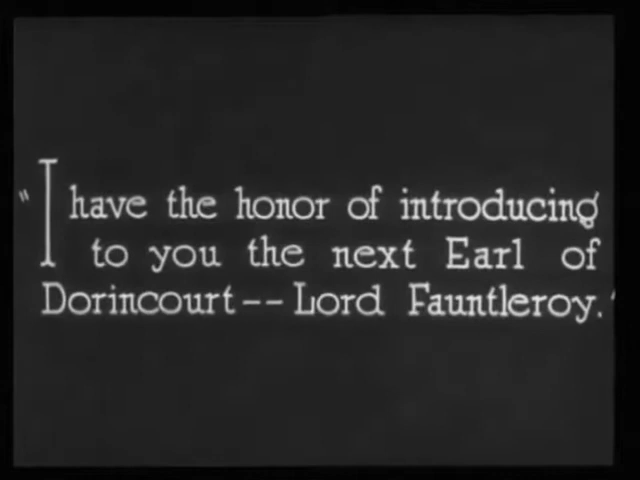 "I have the honor of introducing
to you the next Earl of
Dorincourt--Lord Fauntleroy."